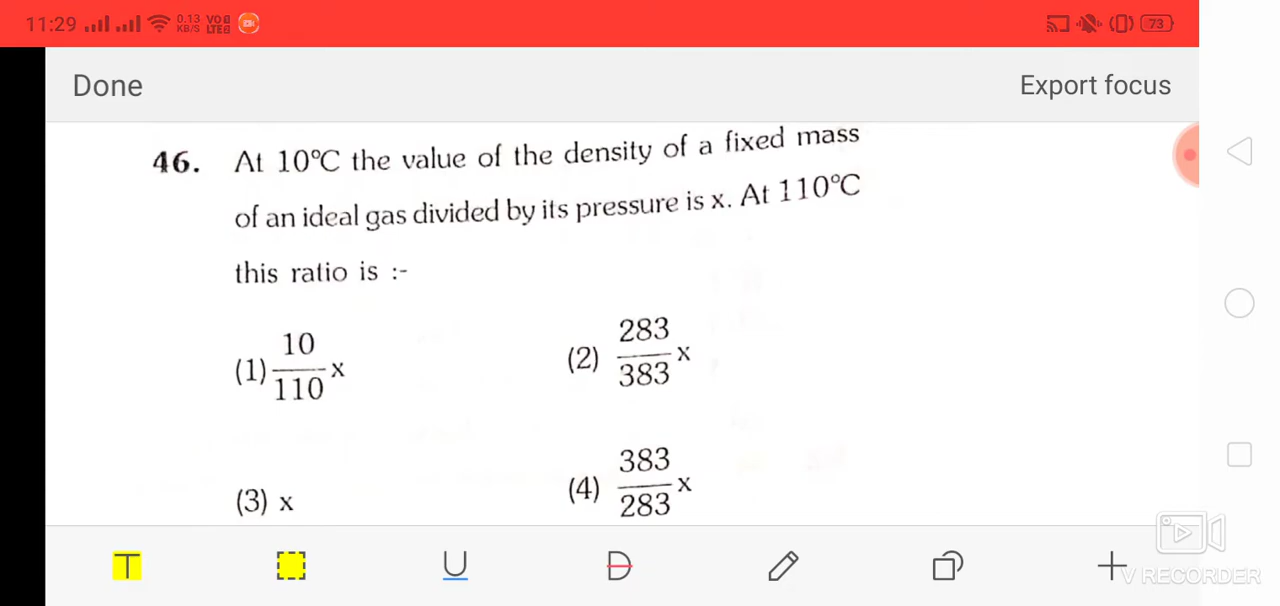 11:29 0.13 KB/S VO LTE 73
Done Export focus
46. At 10°C the value of the density of a fixed mass
of an ideal gas divided by its pressure is x. At 110°C
this ratio is :-
(1) 10/110 x (2) 283/383 x
(3) x (4) 383/283 x
T U D
V RECORDER